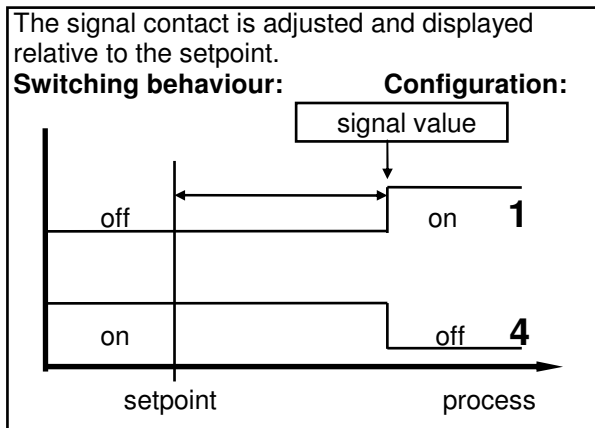 The signal contact is adjusted and displayed
relative to the setpoint.
Switching behaviour: Configuration:
signal value
off on 1
on off 4
setpoint process